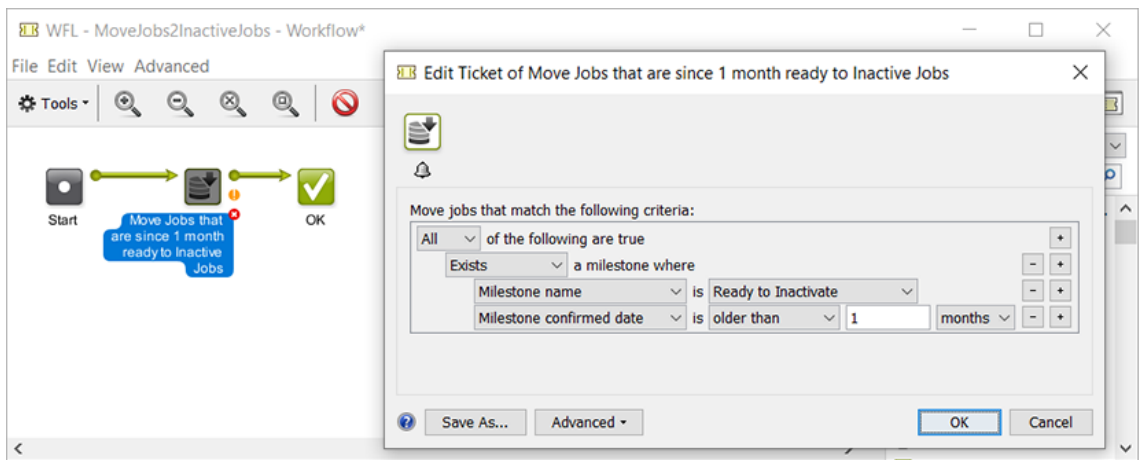 WFL - MoveJobs2InactiveJobs - Workflow*
File Edit View Advanced
Tools
Start
Move Jobs that
are since 1 month
ready to Inactive
Jobs
OK
Edit Ticket of Move Jobs that are since 1 month ready to Inactive Jobs
Move jobs that match the following criteria:
All of the following are true
Exists a milestone where
Milestone name is Ready to Inactivate
Milestone confirmed date is older than 1 months
Save As... Advanced OK Cancel